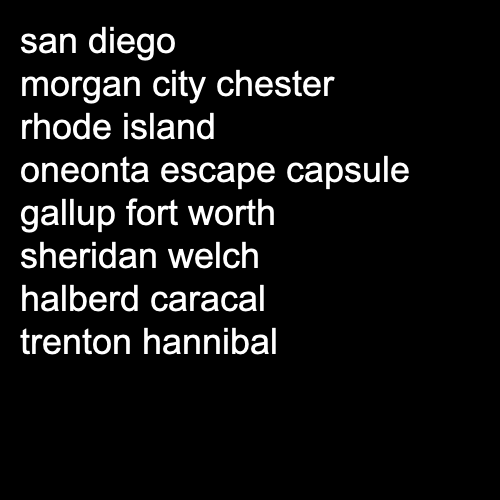 san diego
morgan city chester
rhode island
oneonta escape capsule
gallup fort worth
sheridan welch
halberd caracal
trenton hannibal